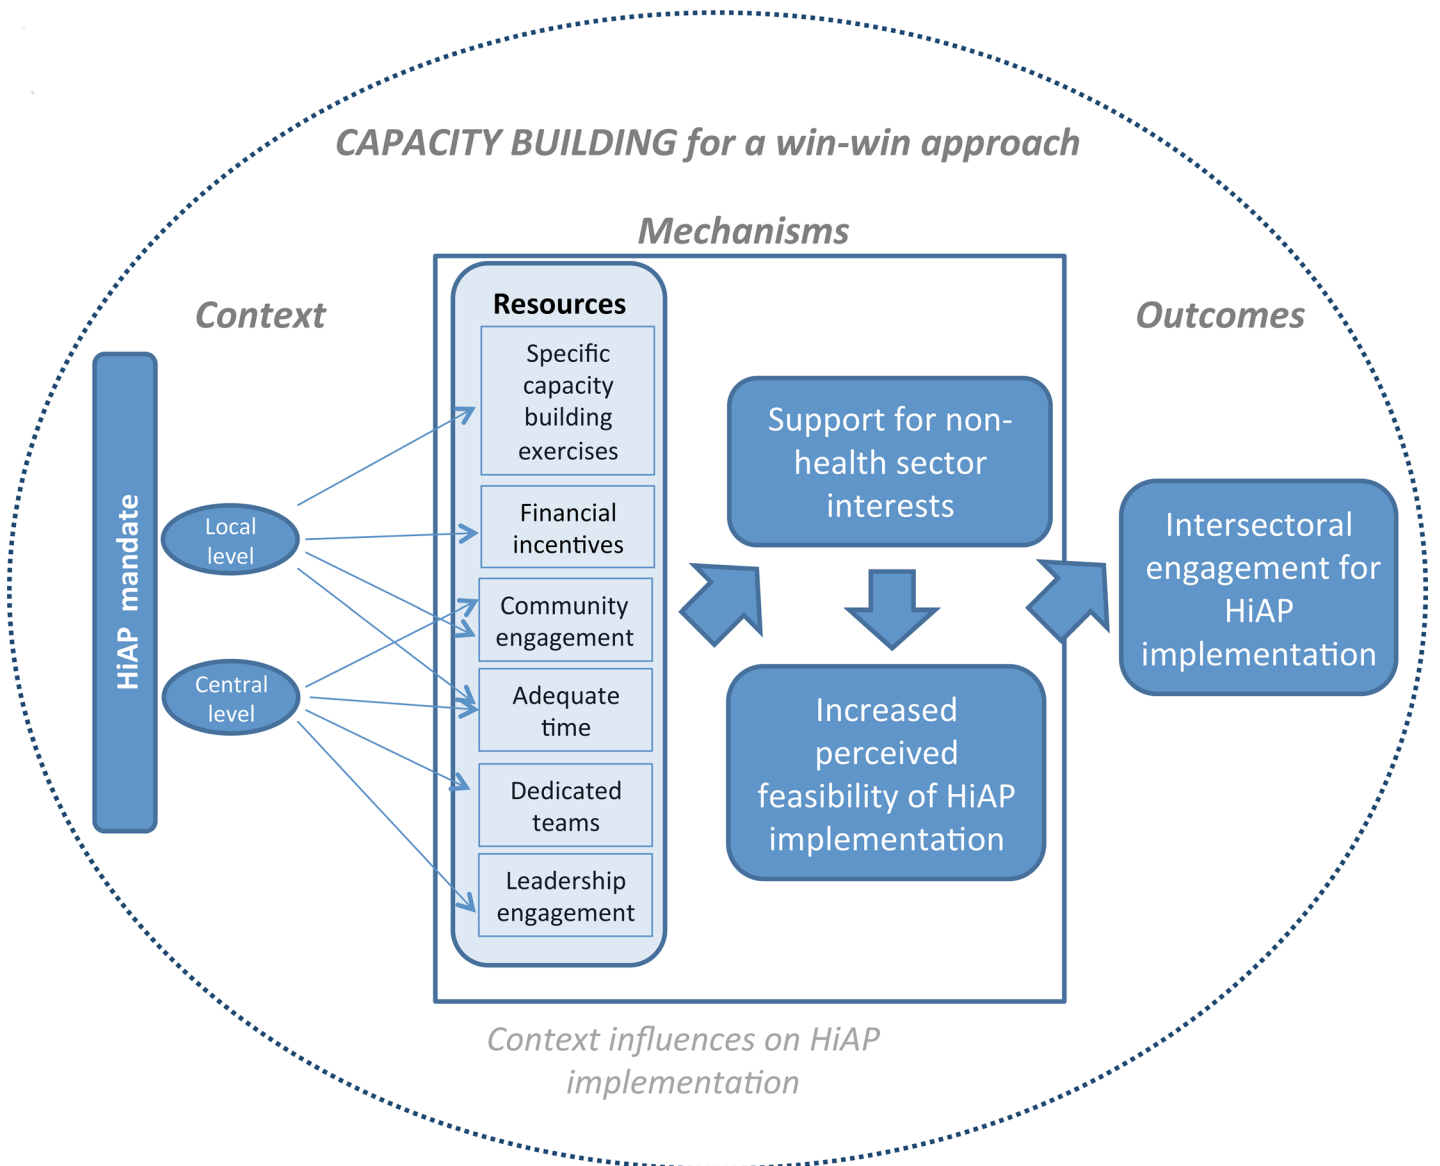 CAPACITY BUILDING for a win-win approach
Mechanisms
Context
Outcomes
HiAP mandate
Local
level
Central
level
Resources
Specific
capacity
building
exercises
Financial
incentives
Community
engagement
Adequate
time
Dedicated
teams
Leadership
engagement
Support for non-
health sector
interests
Increased
perceived
feasibility of HiAP
implementation
Intersectoral
engagement for
HiAP
implementation
Context influences on HiAP
implementation